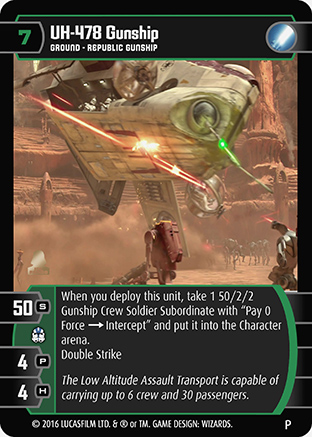 7
UH-478 Gunship
GROUND - REPUBLIC GUNSHIP
50 S
4 P
4 H
When you deploy this unit, take 1 50/2/2
Gunship Crew Soldier Subordinate with “Pay 0
Force → Intercept” and put it into the Character
arena.
Double Strike
The Low Altitude Assault Transport is capable of
carrying up to 6 crew and 30 passengers.
© 2016 LUCASFILM LTD. & ® or TM. GAME DESIGN: WIZARDS.
P